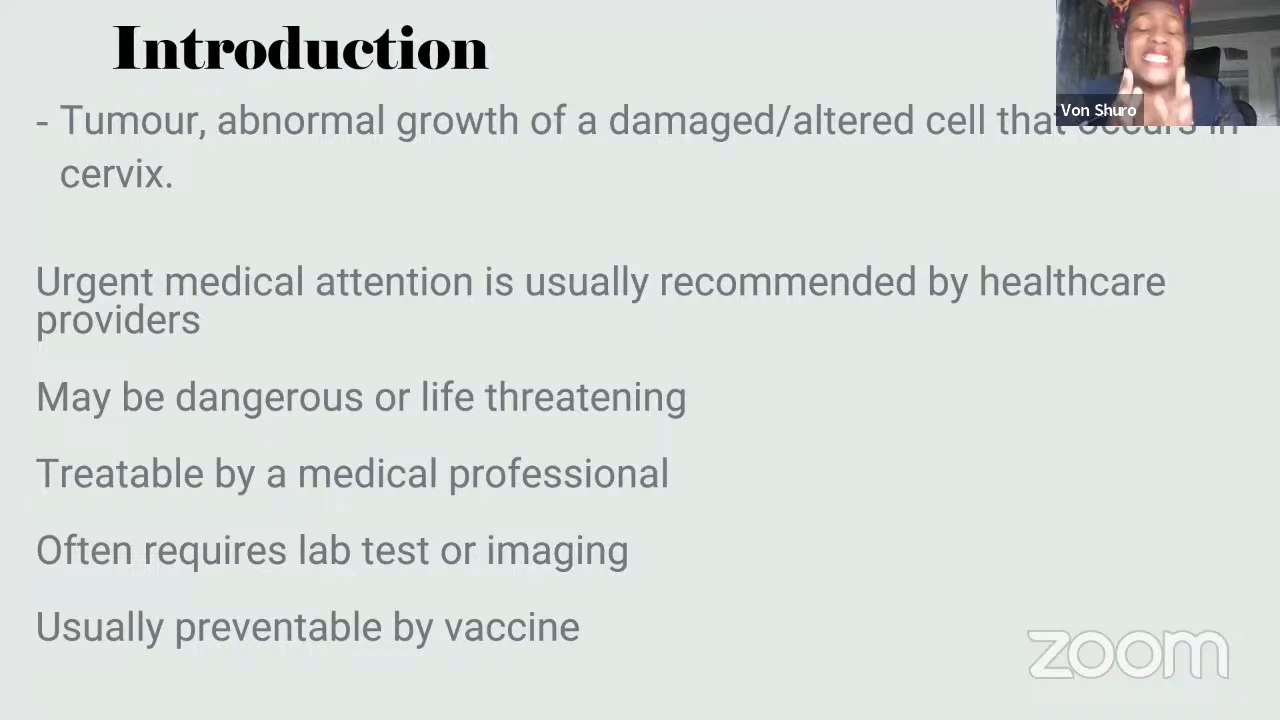 Introduction
Von Shuro
- Tumour, abnormal growth of a damaged/altered cell that occurs in
cervix.
Urgent medical attention is usually recommended by healthcare
providers
May be dangerous or life threatening
Treatable by a medical professional
Often requires lab test or imaging
Usually preventable by vaccine
zoom